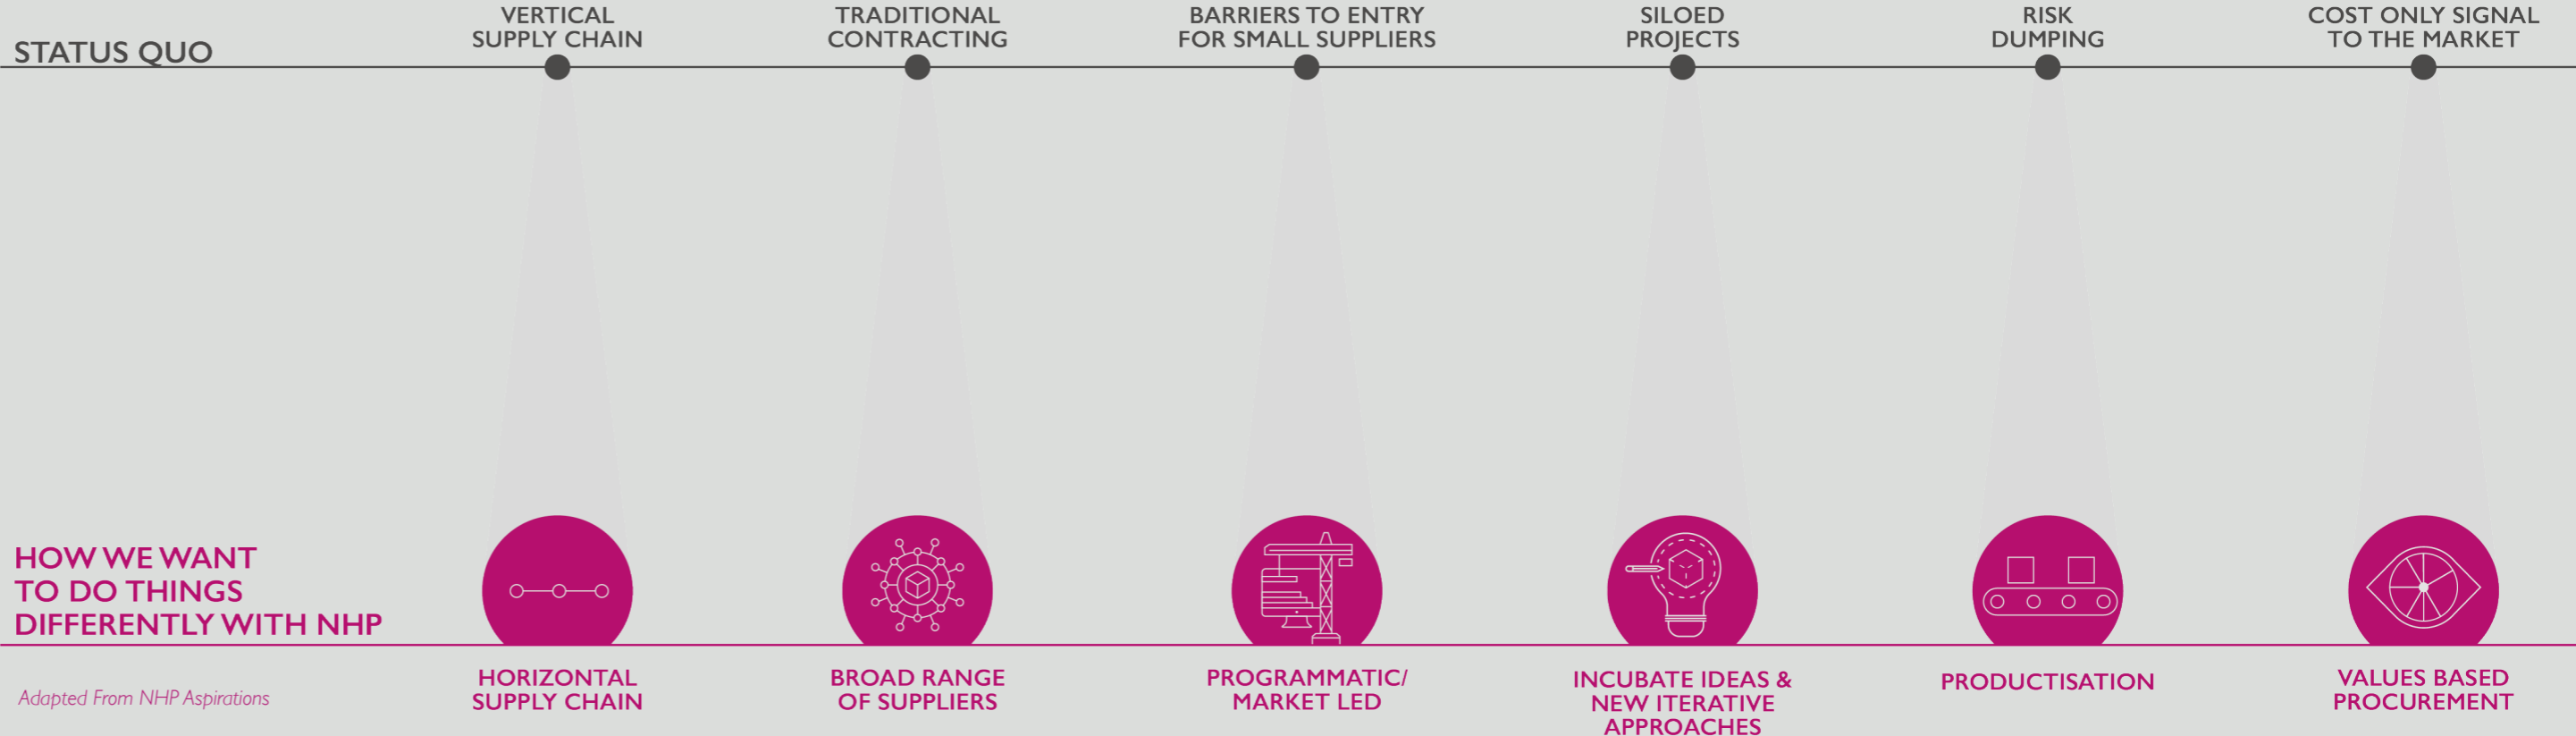 STATUS QUO
VERTICAL
SUPPLY CHAIN
TRADITIONAL
CONTRACTING
BARRIERS TO ENTRY
FOR SMALL SUPPLIERS
SILOED
PROJECTS
RISK
DUMPING
COST ONLY SIGNAL
TO THE MARKET
HOW WE WANT
TO DO THINGS
DIFFERENTLY WITH NHP
Adapted From NHP Aspirations
HORIZONTAL
SUPPLY CHAIN
BROAD RANGE
OF SUPPLIERS
PROGRAMMATIC/
MARKET LED
INCUBATE IDEAS &
NEW ITERATIVE
APPROACHES
PRODUCTISATION
VALUES BASED
PROCUREMENT